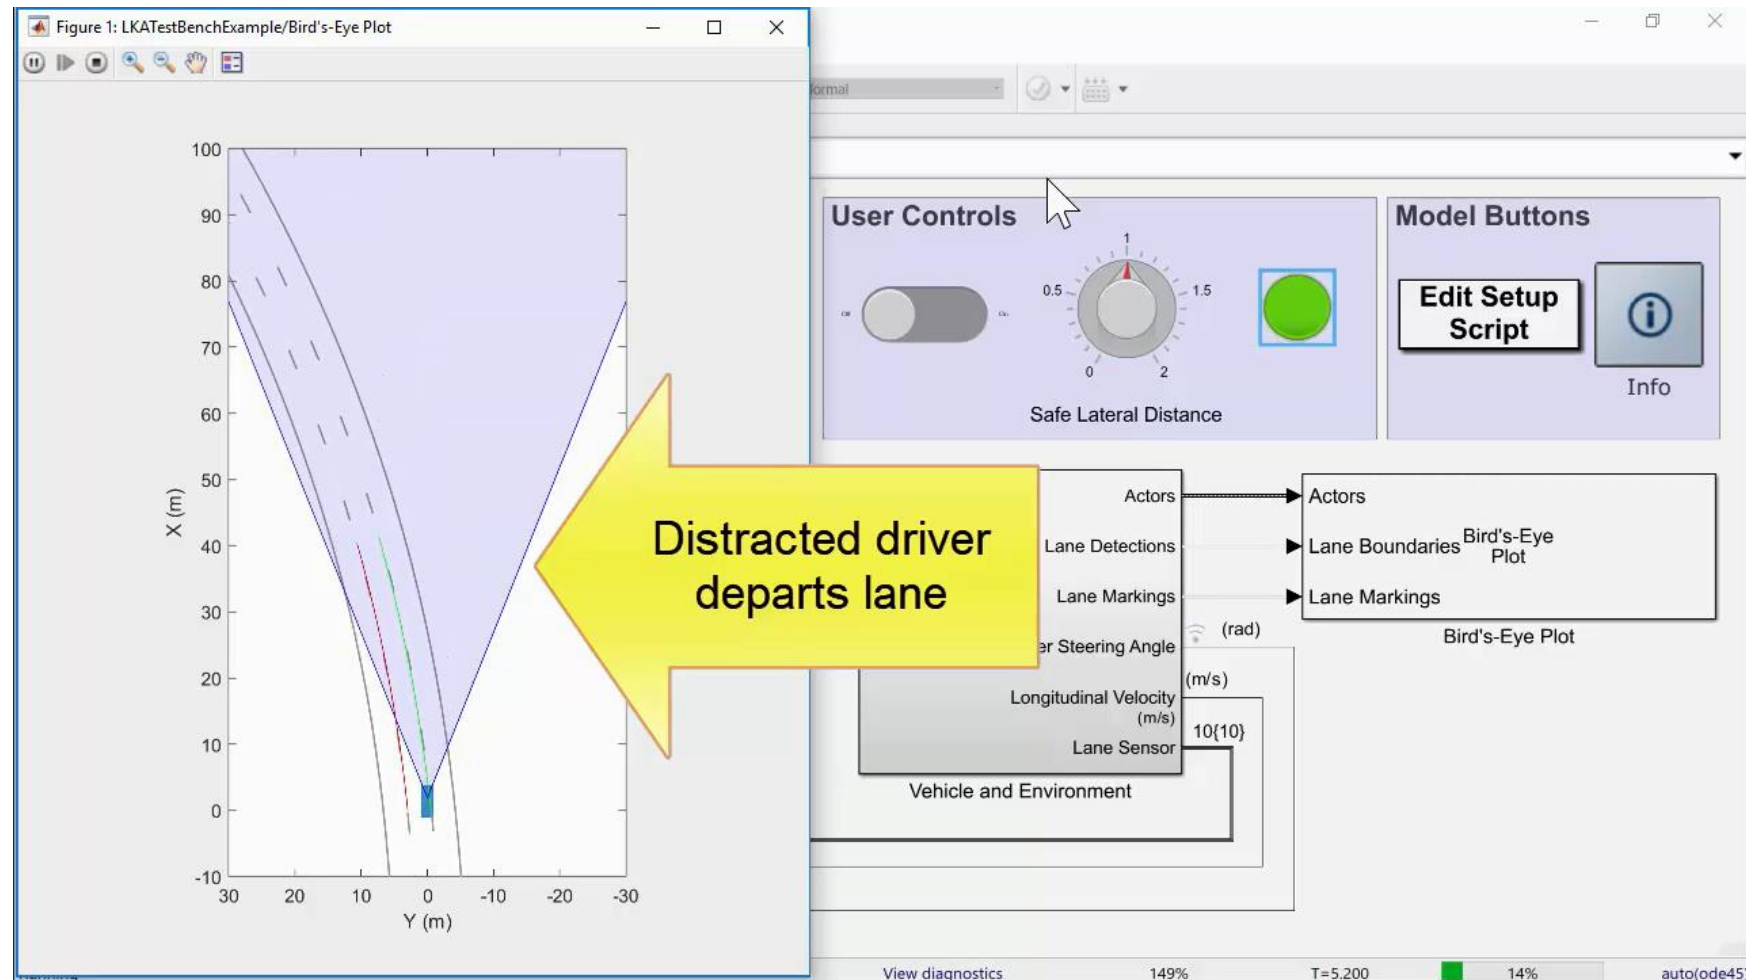 Figure 1: LKATestBenchExample/Bird's-Eye Plot
100
90
80
70
60
50
40
30
20
10
0
-10
X (m)
30 20 10 0 -10 -20 -30
Y (m)
Distracted driver
departs lane
User Controls
Off
On
0 0.5 1 1.5 2
Safe Lateral Distance
Model Buttons
Edit Setup
Script
Info
Actors
Lane Detections
Lane Markings
Steering Angle
Longitudinal Velocity
(m/s)
Lane Sensor
Vehicle and Environment
(rad)
(m/s)
10{10}
Actors
Lane Boundaries
Lane Markings
Bird's-Eye
Plot
Bird's-Eye Plot
View diagnostics 149% T=5.200 14% auto(ode45